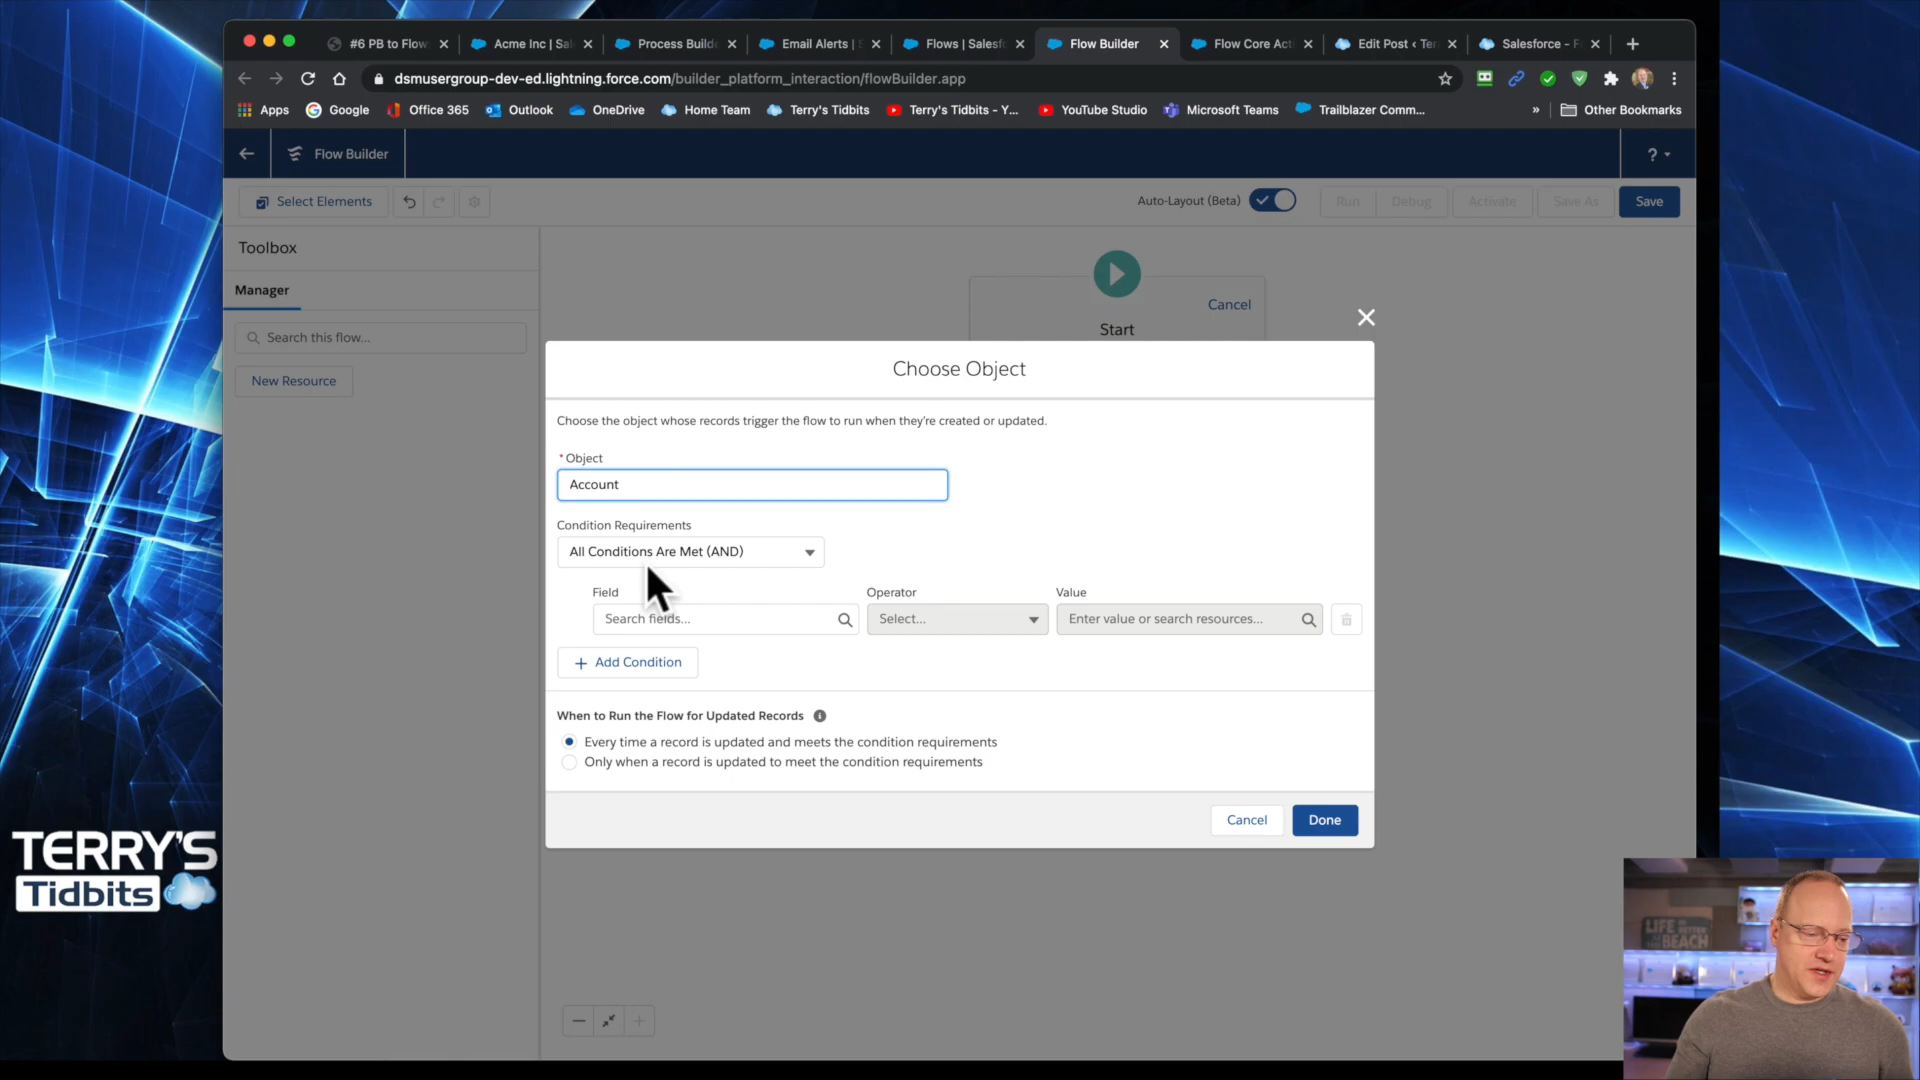 #6 PB to Flow
Acme Inc | Sal
Process Builde
Email Alerts | S
Flows | Salesfo
Flow Builder
Flow Core Acti
Edit Post ‹ Ter
Salesforce - F
dsmusergroup-dev-ed.lightning.force.com/builder_platform_interaction/flowBuilder.app
Apps
Google
Office 365
Outlook
OneDrive
Home Team
Terry's Tidbits
Terry's Tidbits - Y...
YouTube Studio
Microsoft Teams
Trailblazer Comm...
»
Other Bookmarks
Flow Builder
?
Select Elements
Auto-Layout (Beta)
Run
Debug
Activate
Save As
Save
Toolbox
Manager
Search this flow...
New Resource
Cancel
Start
Choose Object
Choose the object whose records trigger the flow to run when they're created or updated.
* Object
Account
Condition Requirements
All Conditions Are Met (AND)
Field
Operator
Value
Search fields...
Select...
Enter value or search resources...
+ Add Condition
When to Run the Flow for Updated Records
Every time a record is updated and meets the condition requirements
Only when a record is updated to meet the condition requirements
Cancel
Done
TERRY'S
Tidbits
LIFE IS
BETTER
BEACH